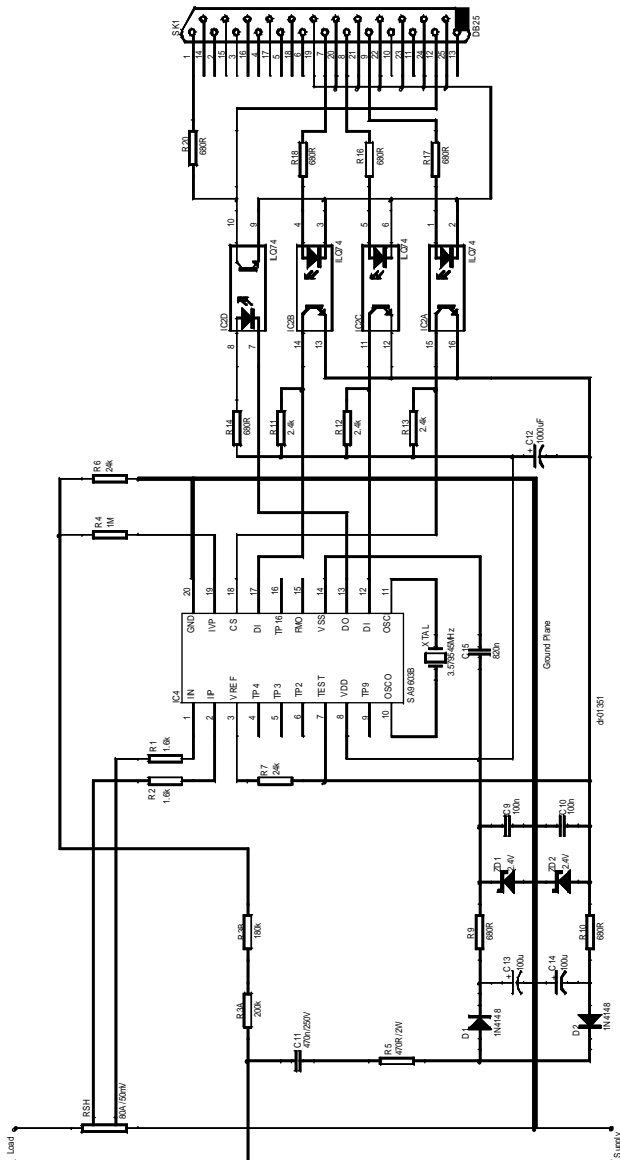 SK1
DB25
1
14
2
15
3
16
4
17
5
18
6
19
7
20
8
21
9
22
10
23
11
24
12
25
13
R20
680R
R18
680R
R16
680R
R17
680R
10
9
4
3
5
6
1
2
IC2D
ILQ74
IC2B
ILQ74
IC2C
ILQ74
IC2A
ILQ74
8
7
14
13
11
12
15
16
R14
680R
R11
2.4k
R12
2.4k
R13
2.4k
+ C12
1000uF
R6
24k
R4
1M
20
19
18
17
16
15
14
13
12
11
GND
IVP
CS
DI
TP16
FMO
VSS
DO
DI
OSC
IC4
IN
IIP
VREF
TP4
TP3
TP2
TEST
VDD
TP9
OSCO
SA9603B
1
2
3
4
5
6
7
8
9
10
XTAL
3.579545MHz
C15
820n
Ground Plane
dr-01351
R1
1.6k
R2
1.6k
R7
24k
C9
100n
C10
100n
ZD1
2.4V
ZD2
2.4V
R3B
180k
R9
680R
R10
680R
R3A
200k
+ C13
100u
C14
100u
C11
470n/250V
R5
470R/2W
D1
1N4148
D2
1N4148
RSH
80A/50mV
Load
Supply